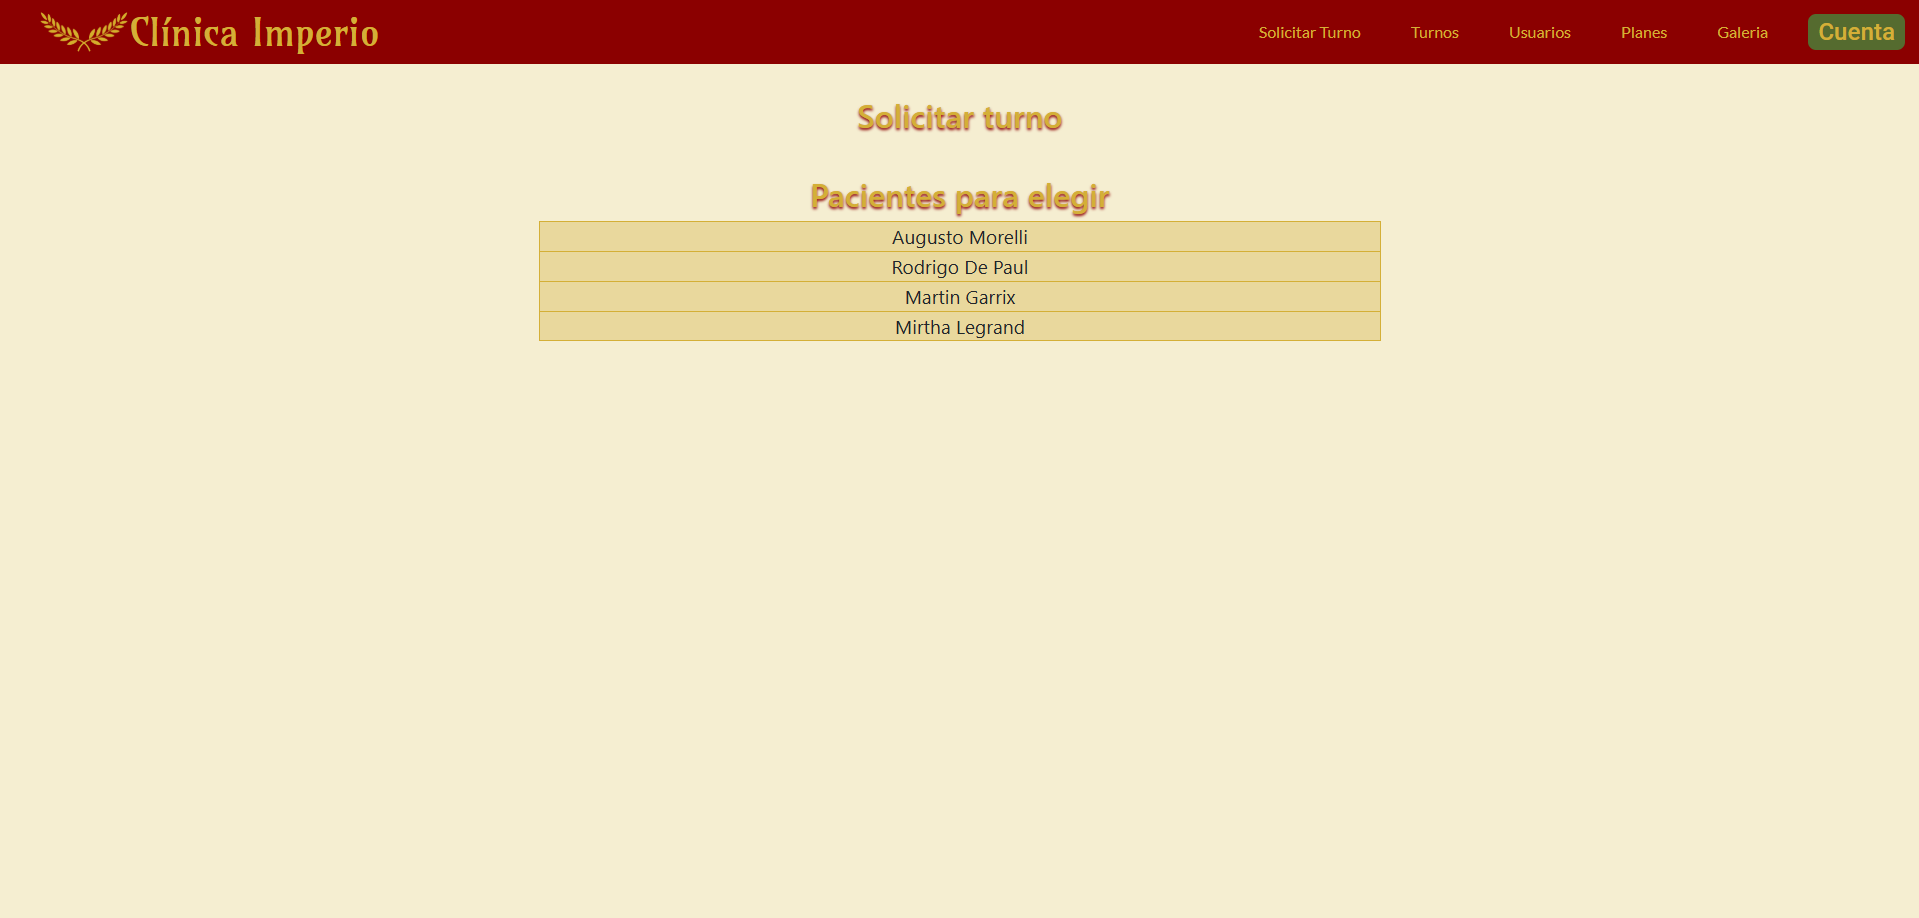 Clínica Imperio
Solicitar Turno Turnos Usuarios Planes Galeria Cuenta
Solicitar turno
Pacientes para elegir
Augusto Morelli
Rodrigo De Paul
Martin Garrix
Mirtha Legrand